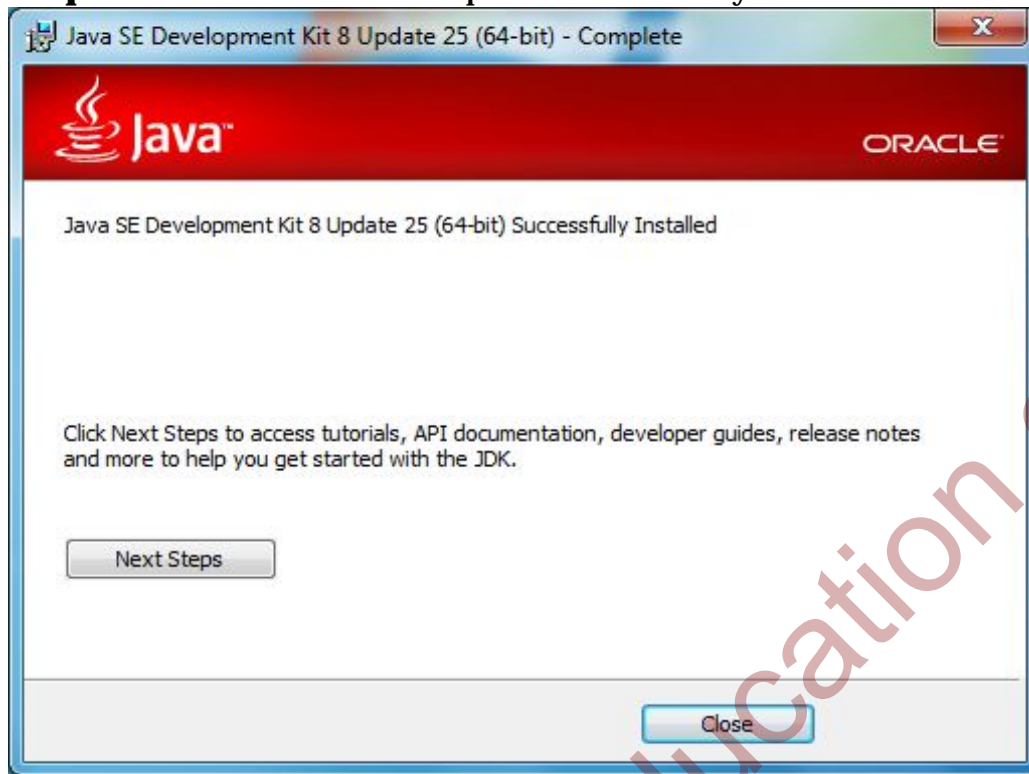 Java SE Development Kit 8 Update 25 (64-bit) - Complete
Java™
ORACLE
Java SE Development Kit 8 Update 25 (64-bit) Successfully Installed
Click Next Steps to access tutorials, API documentation, developer guides, release notes
and more to help you get started with the JDK.
Next Steps
Close